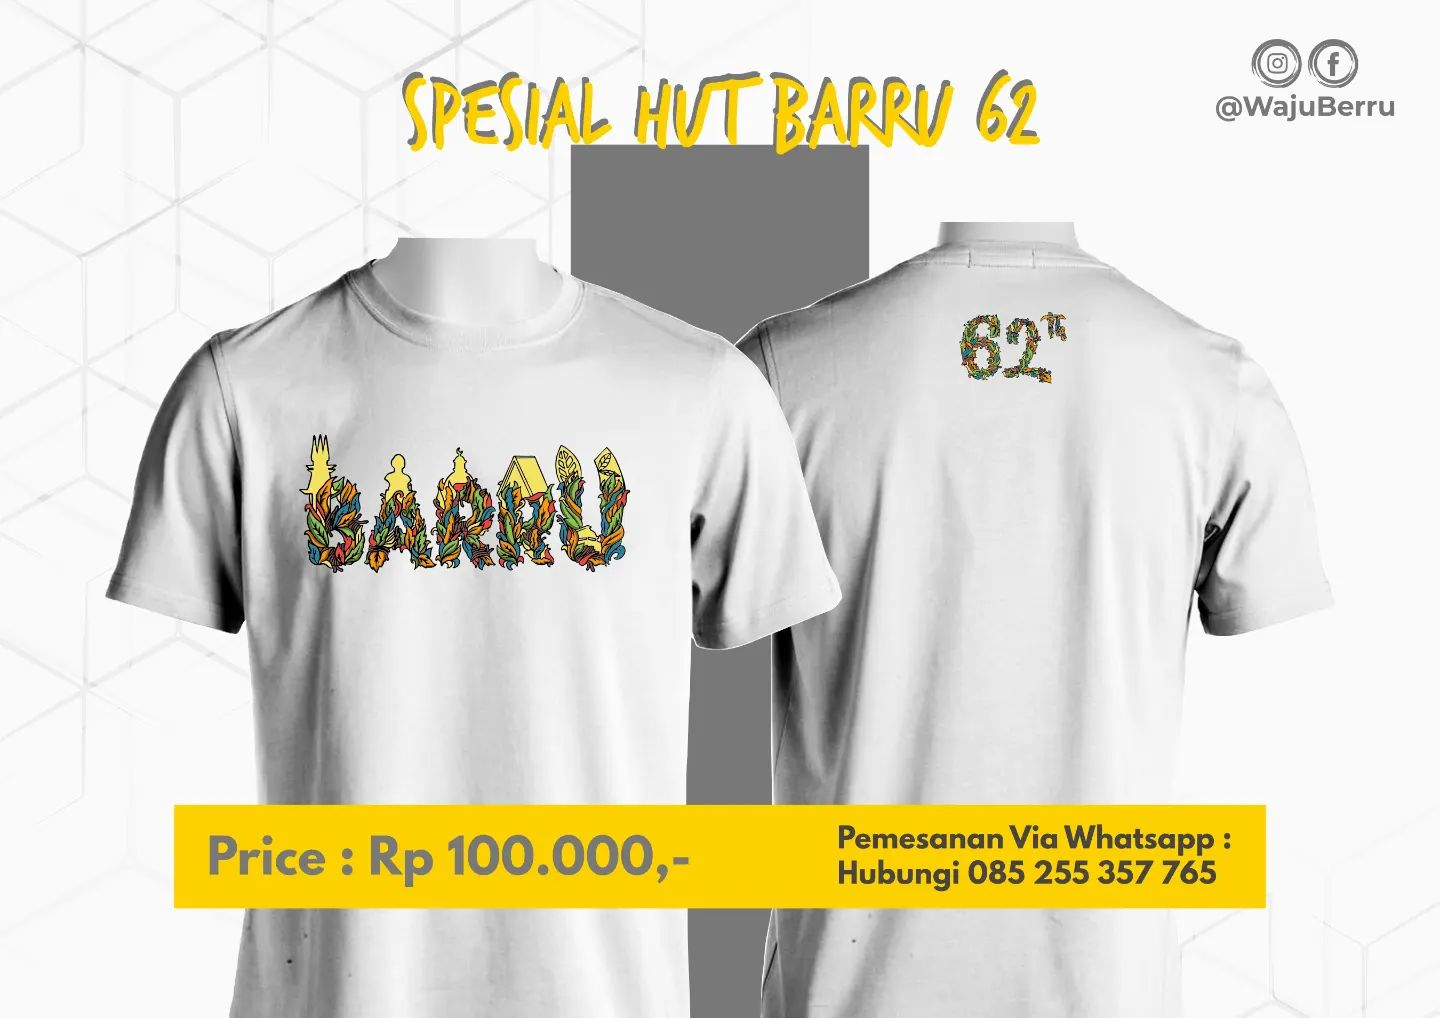 SPESIAL HUT BARRU 62
@WajuBerru
BARRU
62
Price : Rp 100.000,-
Pemesanan Via Whatsapp :
Hubungi 085 255 357 765